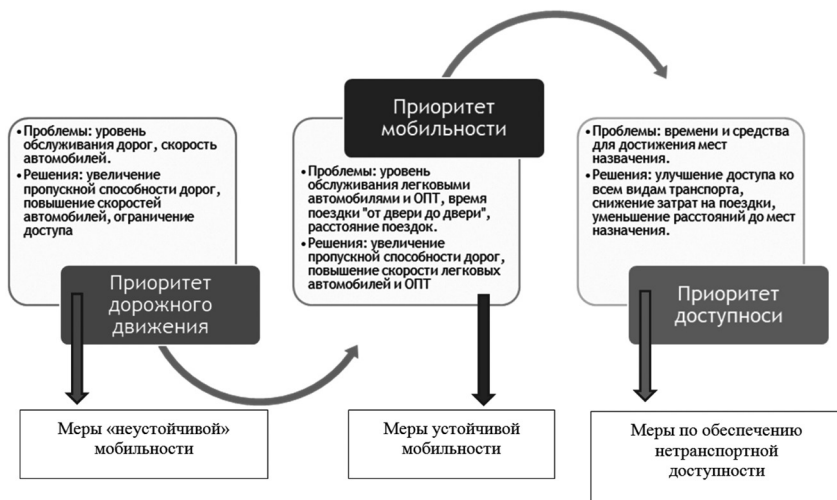 • Проблемы: уровень
обслуживания дорог, скорость
автомобилей.
• Решения: увеличение
пропускной способности дорог,
повышение скоростей
автомобилей, ограничение
доступа
Приоритет
дорожного
движения
Меры «неустойчивой»
мобильности
Приоритет
мобильности
• Проблемы: уровень
обслуживания легковыми
автомобилями и ОПТ, время
поездки "от двери до двери",
расстояние поездок.
• Решения: увеличение
пропускной способности дорог,
повышение скорости легковых
автомобилей и ОПТ
Меры устойчивой
мобильности
• Проблемы: времени и средства
для достижения мест
назвачения.
• Решения: улучшение доступа ко
всем видам транспорта,
снижение затрат на поездки,
уменьшение расстояний до мест
назначения.
Приоритет
доступноси
Меры по обеспечению
нетранспортной
доступности